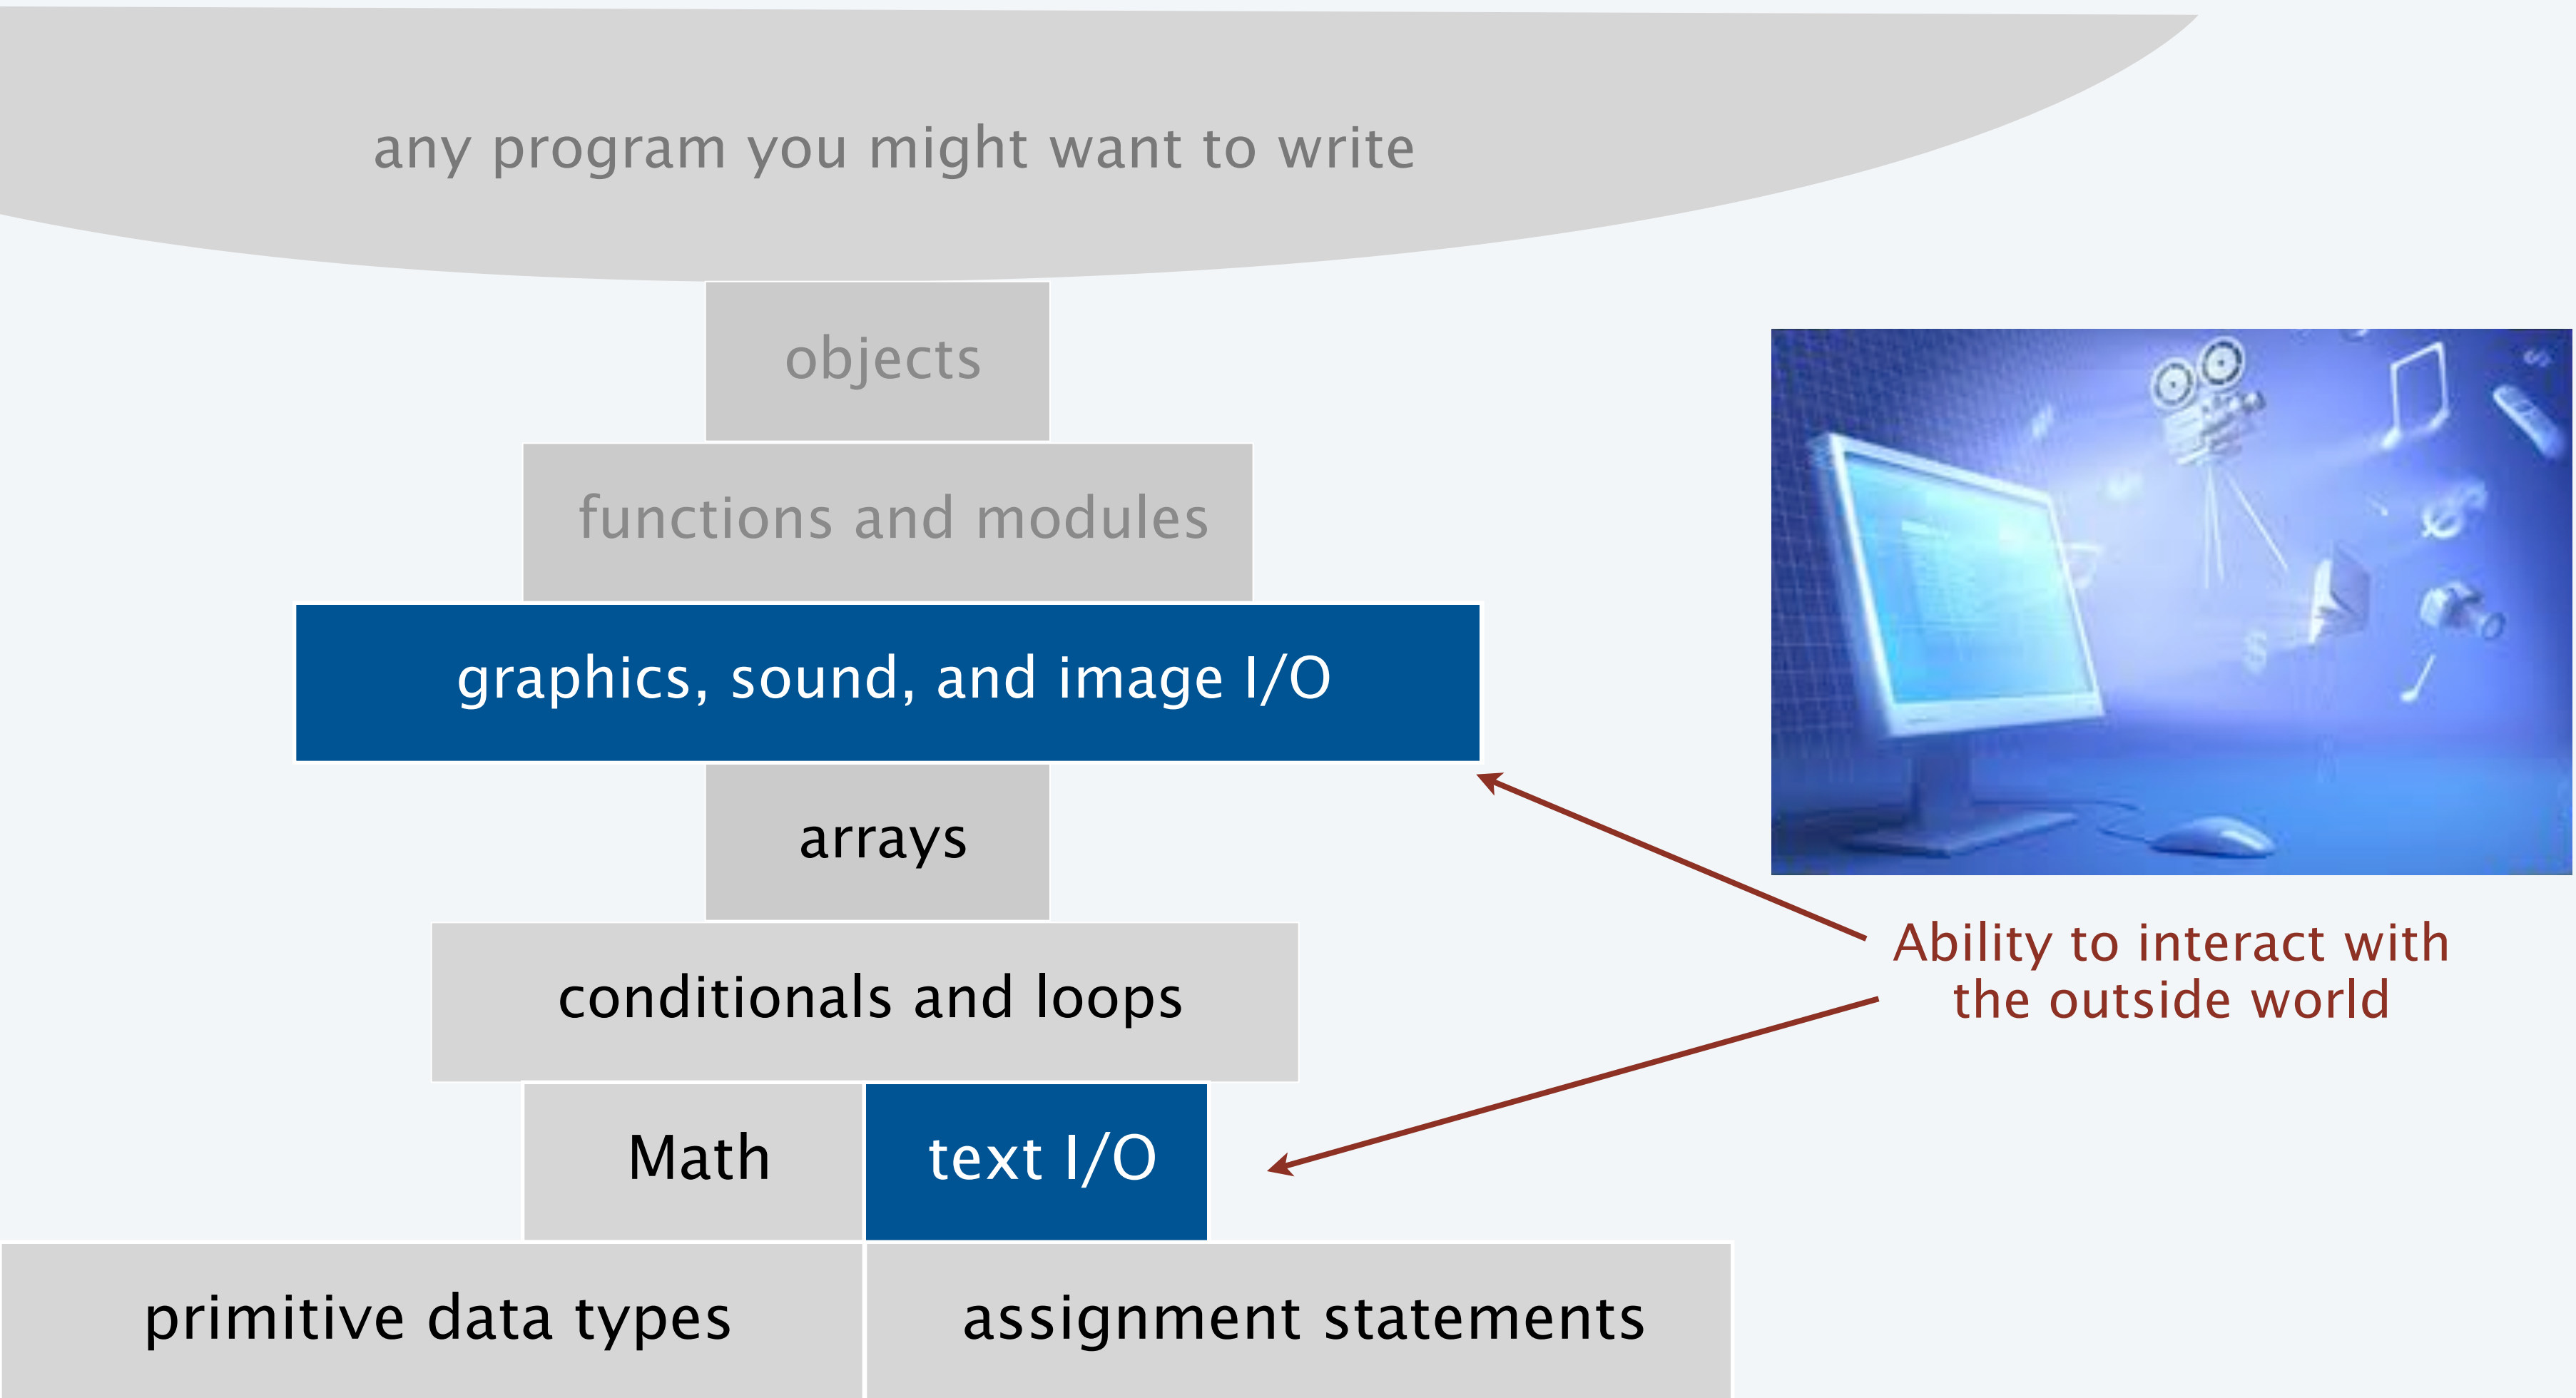 any program you might want to write
objects
functions and modules
graphics, sound, and image I/O
arrays
conditionals and loops
Math
text I/O
primitive data types
assignment statements
Ability to interact with
the outside world